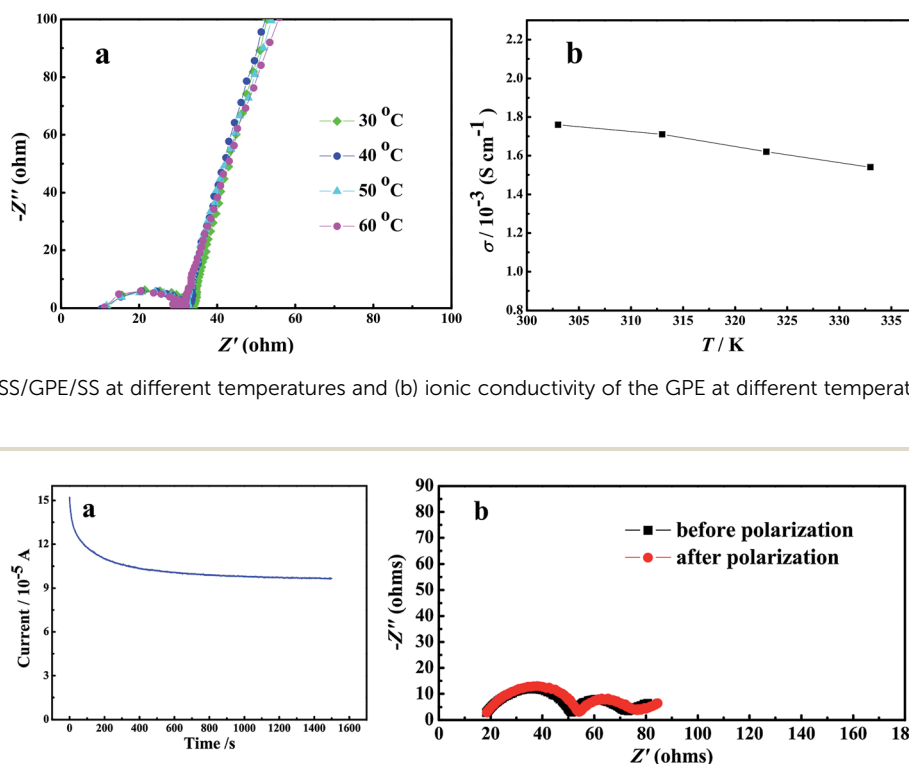 a
-Z'' (ohm)
100
80
60
40
20
0
30 °C
40 °C
50 °C
60 °C
0 20 40 60 80 100
Z' (ohm)
b
σ / 10⁻³ (S cm⁻¹)
2.2
2.0
1.8
1.6
1.4
1.2
1.0
0.8
300 305 310 315 320 325 330 335
T / K
SS/GPE/SS at different temperatures and (b) ionic conductivity of the GPE at different
a
Current / 10⁻⁵ A
15
12
9
6
3
0
0 200 400 600 800 1000 1200 1400 1600
Time /s
b
-Z'' (ohms)
90
80
70
60
50
40
30
20
10
0
before polarization
after polarization
0 20 40 60 80 100 120 140 160
Z' (ohms)